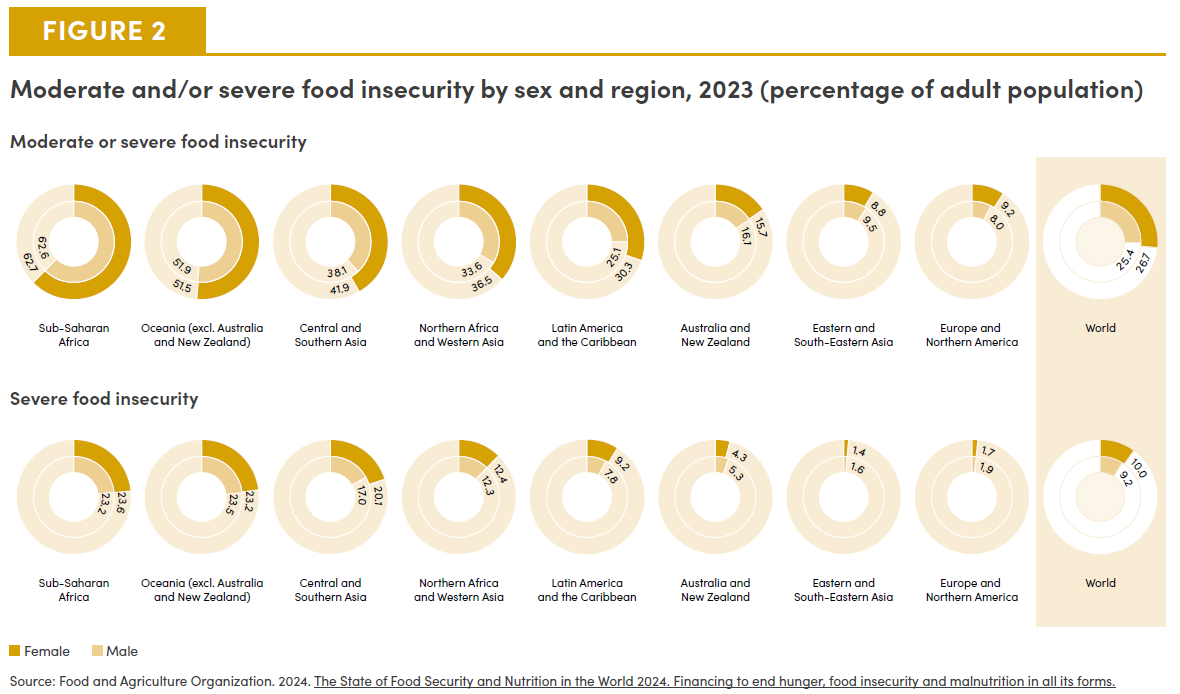 FIGURE 2
Moderate and/or severe food insecurity by sex and region, 2023 (percentage of adult population)
Moderate or severe food insecurity
62.6
62.7
51.9
51.5
38.1
41.9
33.6
36.5
25.1
30.3
15.7
16.1
8.8
9.5
9.2
8.0
25.4
26.7
Sub-Saharan
Africa
Oceania (excl. Australia
and New Zealand)
Central and
Southern Asia
Northern Africa
and Western Asia
Latin America
and the Caribbean
Australia and
New Zealand
Eastern and
South-Eastern Asia
Europe and
Northern America
World
Severe food insecurity
23.2
23.6
23.5
23.2
17.0
20.1
12.4
12.3
9.2
7.8
4.3
5.3
1.4
1.6
1.7
1.9
10.0
9.2
Sub-Saharan
Africa
Oceania (excl. Australia
and New Zealand)
Central and
Southern Asia
Northern Africa
and Western Asia
Latin America
and the Caribbean
Australia and
New Zealand
Eastern and
South-Eastern Asia
Europe and
Northern America
World
Female Male
Source: Food and Agriculture Organization. 2024. The State of Food Security and Nutrition in the World 2024. Financing to end hunger, food insecurity and malnutrition in all its forms.